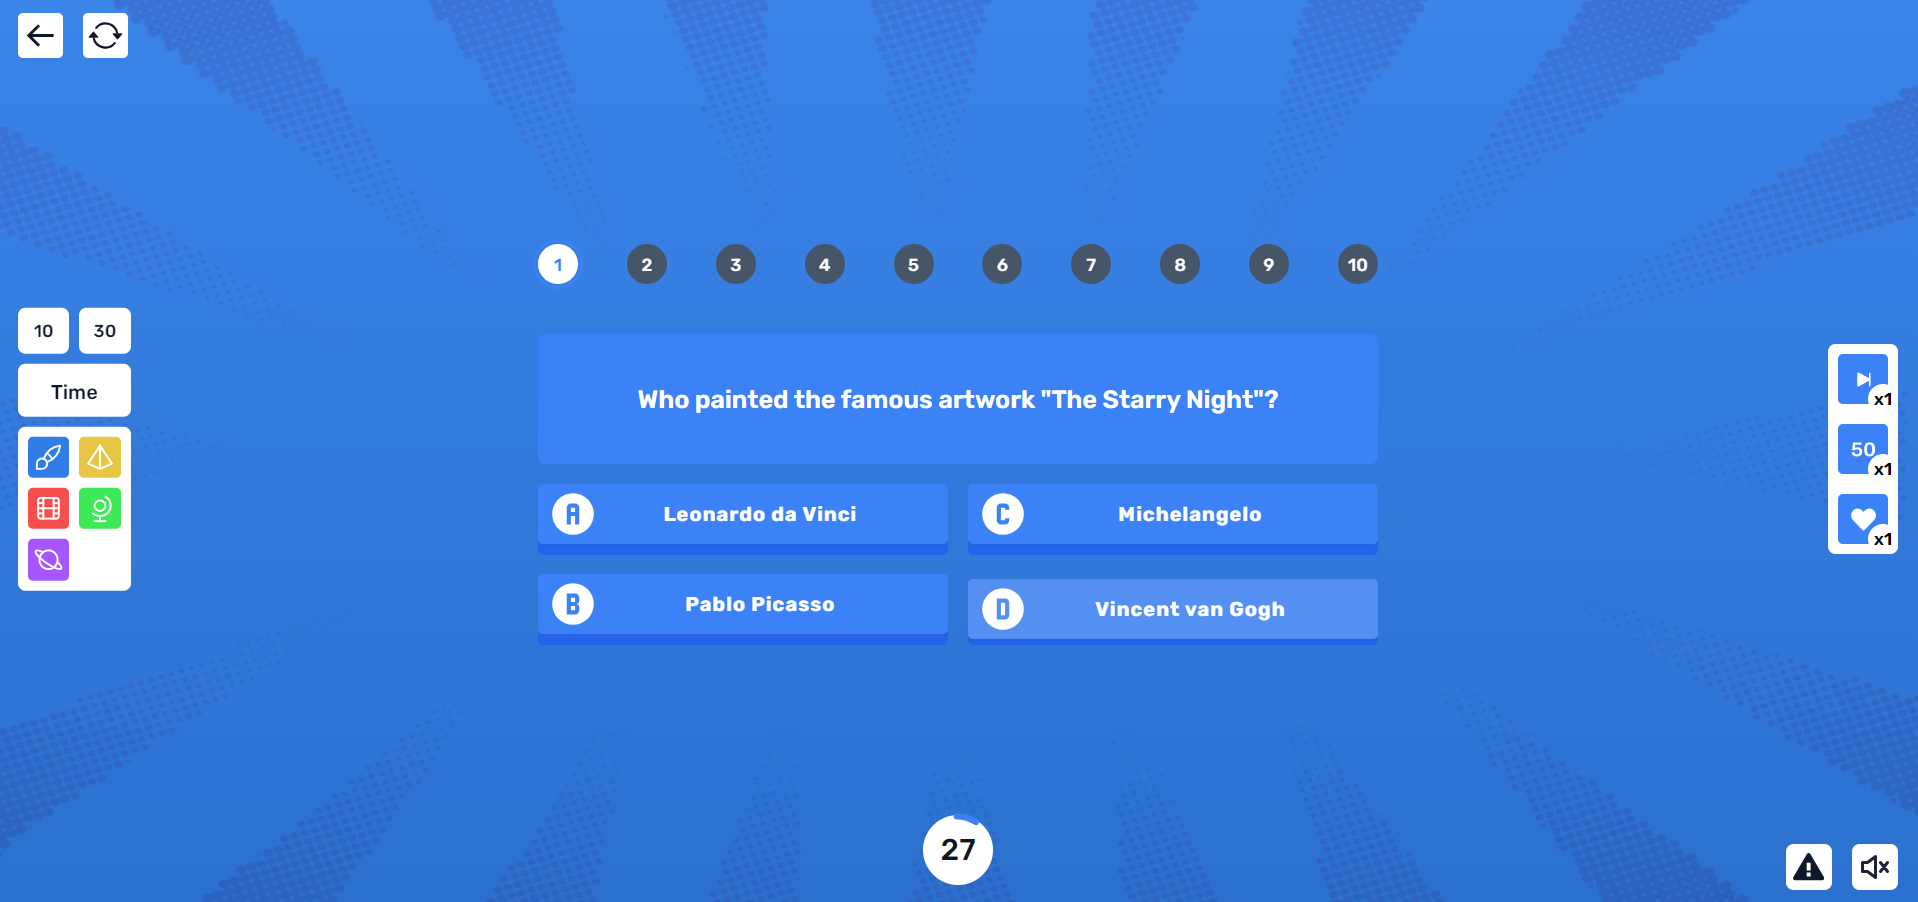 1 2 3 4 5 6 7 8 9 10
10 30
Time
Who painted the famous artwork "The Starry Night"?
A Leonardo da Vinci
C Michelangelo
B Pablo Picasso
D Vincent van Gogh
x1
50
x1
x1
27